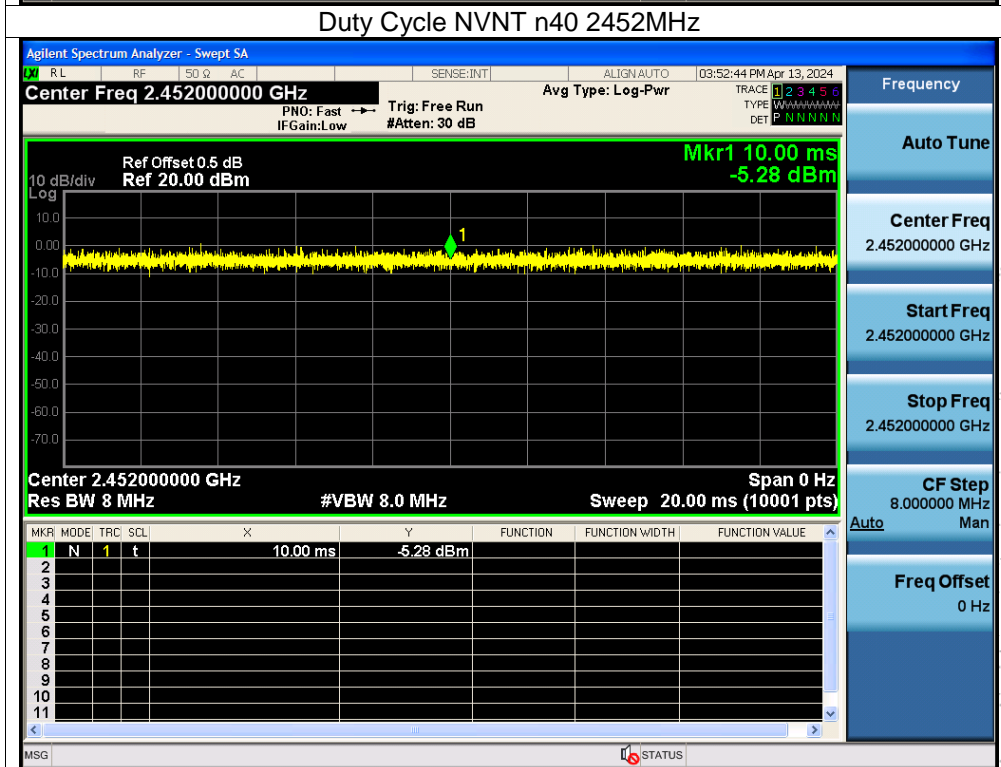 Duty Cycle NVNT n40 2452MHz
Agilent Spectrum Analyzer - Swept SA
LXI RL RF 50 Ω AC SENSE:INT ALIGN AUTO 03:52:44 PM Apr 13, 2024
Center Freq 2.452000000 GHz Avg Type: Log-Pwr TRACE 1 2 3 4 5 6
PNO: Fast Trig: Free Run TYPE WWWWWW
IFGain:Low #Atten: 30 dB DET P N N N N N
Frequency
Mkr1 10.00 ms
-5.28 dBm
Ref Offset 0.5 dB
10 dB/div Ref 20.00 dBm
Log
10.0
0.00
-10.0
-20.0
-30.0
-40.0
-50.0
-60.0
-70.0
1
Center 2.452000000 GHz Span 0 Hz
Res BW 8 MHz #VBW 8.0 MHz Sweep 20.00 ms (10001 pts)
MKR MODE TRC SCL X Y FUNCTION FUNCTION WIDTH FUNCTION VALUE
1 N 1 t 10.00 ms -5.28 dBm
2
3
4
5
6
7
8
9
10
11
MSG STATUS
Auto Tune
Center Freq
2.452000000 GHz
Start Freq
2.452000000 GHz
Stop Freq
2.452000000 GHz
CF Step
8.000000 MHz
Auto Man
Freq Offset
0 Hz